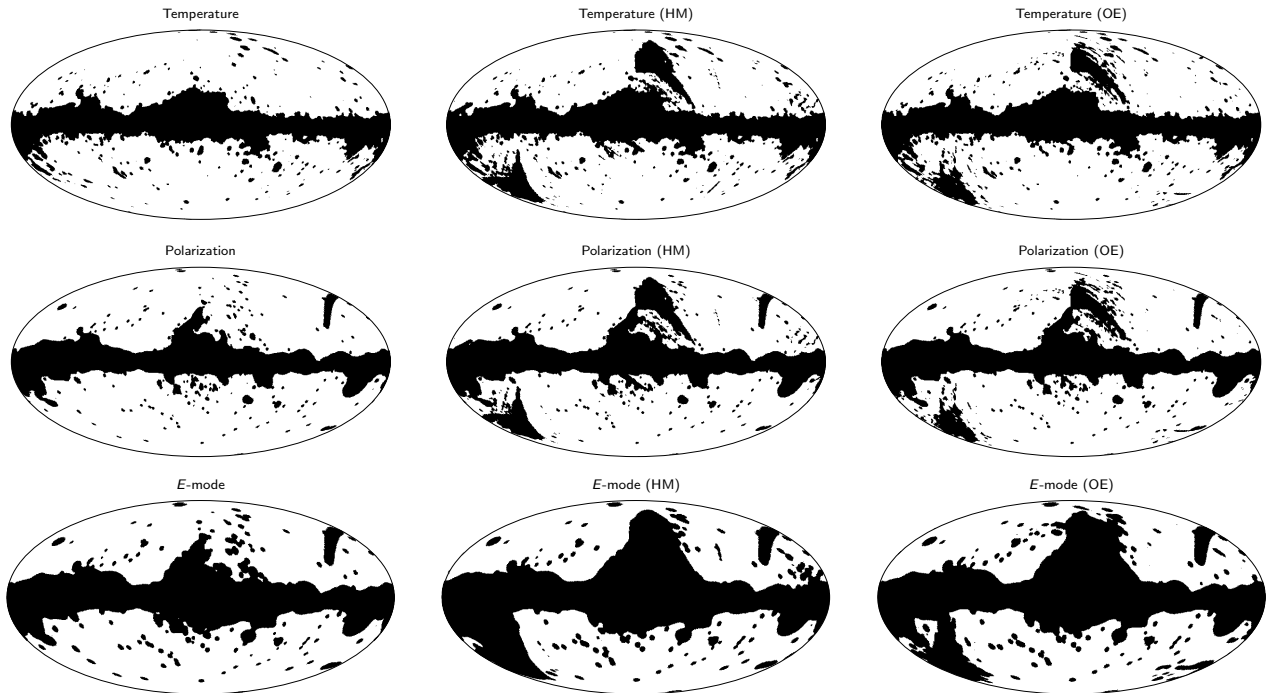 Temperature
Temperature (HM)
Temperature (OE)
Polarization
Polarization (HM)
Polarization (OE)
E-mode
E-mode (HM)
E-mode (OE)